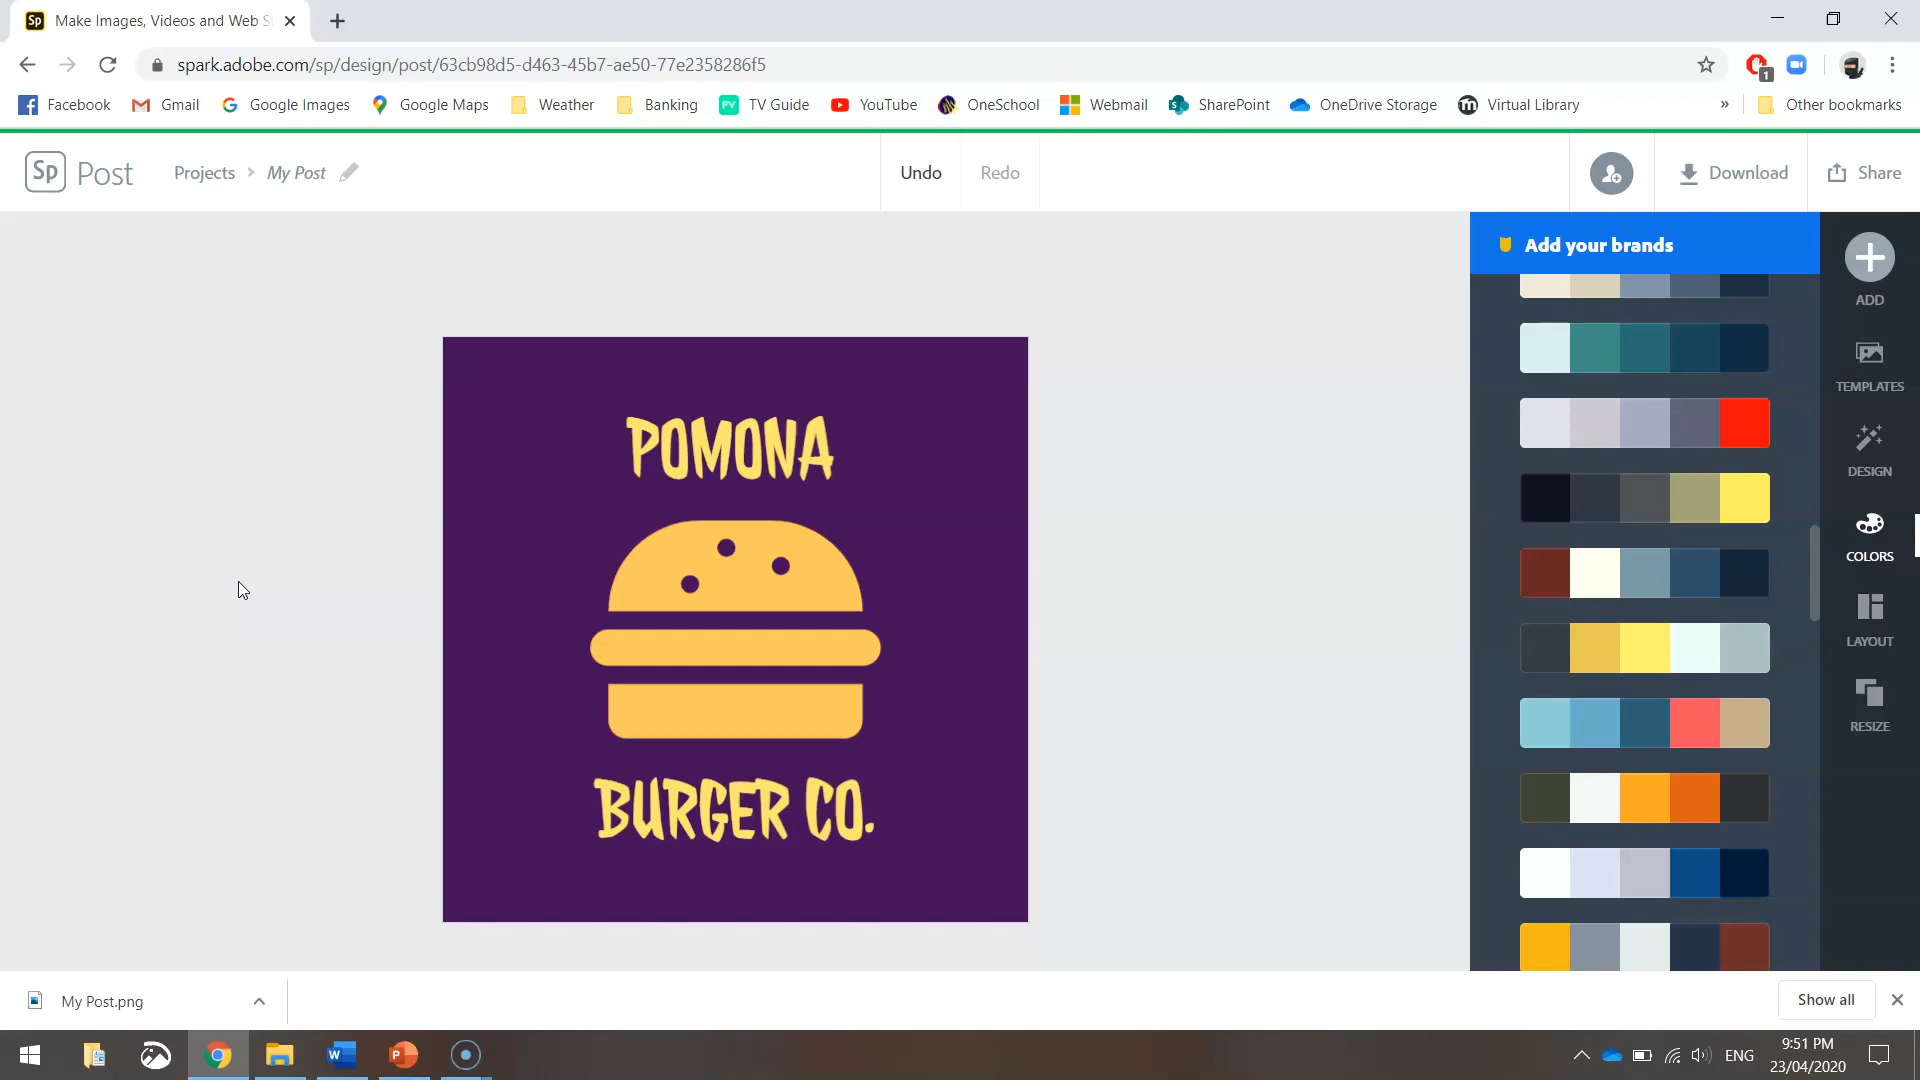 Sp Make Images, Videos and Web S
spark.adobe.com/sp/design/post/63cb98d5-d463-45b7-ae50-77e2358286f5
1
Facebook Gmail Google Images Google Maps Weather Banking TV Guide YouTube OneSchool Webmail SharePoint OneDrive Storage Virtual Library » Other bookmarks
Sp Post Projects > My Post Undo Redo Download Share
Add your brands
ADD
TEMPLATES
DESIGN
COLORS
LAYOUT
RESIZE
POMONA
BURGER CO.
My Post.png Show all
ENG
9:51 PM
23/04/2020